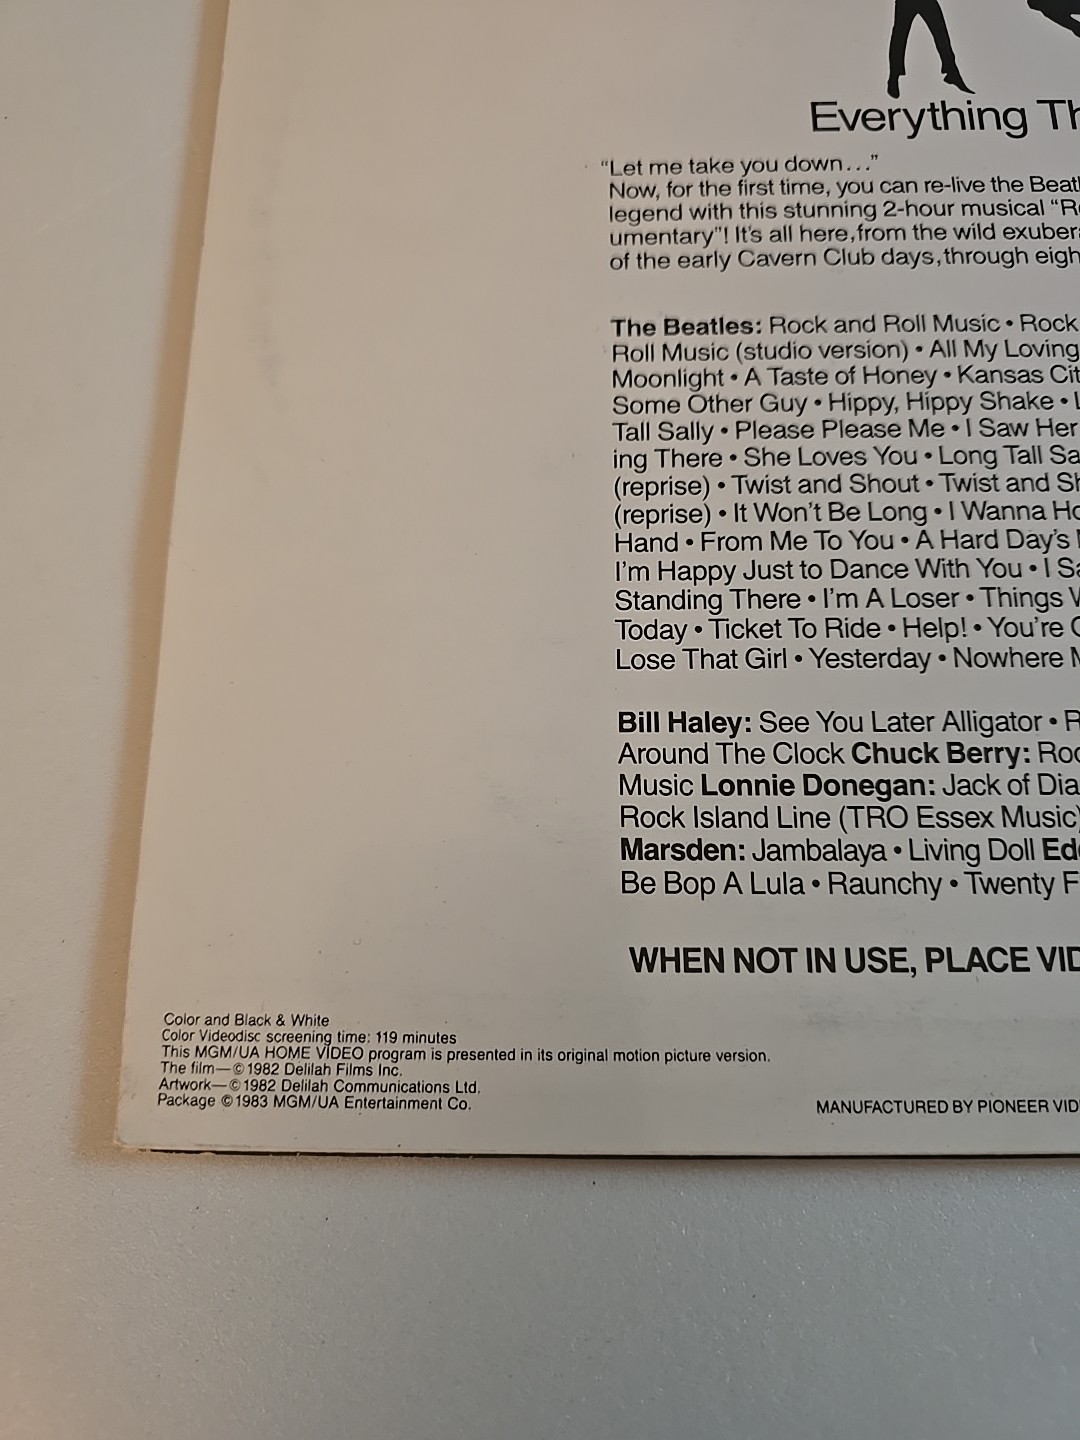 Everything Th
“Let me take you down...”
Now, for the first time, you can re-live the Beatl
legend with this stunning 2-hour musical “Ro
umentary”! It's all here,from the wild exuber
of the early Cavern Club days,through eigh
The Beatles: Rock and Roll Music • Rock
Roll Music (studio version) • All My Loving
Moonlight • A Taste of Honey • Kansas Cit
Some Other Guy • Hippy, Hippy Shake • L
Tall Sally • Please Please Me • I Saw Her
ing There • She Loves You • Long Tall Sa
(reprise) • Twist and Shout • Twist and Sh
(reprise) • It Won't Be Long • I Wanna Ho
Hand • From Me To You • A Hard Day's
I'm Happy Just to Dance With You • I Sa
Standing There • I'm A Loser • Things W
Today • Ticket To Ride • Help! • You're
Lose That Girl • Yesterday • Nowhere M
Bill Haley: See You Later Alligator • R
Around The Clock Chuck Berry: Roc
Music Lonnie Donegan: Jack of Dia
Rock Island Line (TRO Essex Music)
Marsden: Jambalaya • Living Doll Edd
Be Bop A Lula • Raunchy • Twenty F
WHEN NOT IN USE, PLACE VID
Color and Black & White
Color Videodisc screening time: 119 minutes
This MGM/UA HOME VIDEO program is presented in its original motion picture version.
The film—© 1982 Delilah Films Inc.
Artwork—© 1982 Delilah Communications Ltd.
Package © 1983 MGM/UA Entertainment Co.
MANUFACTURED BY PIONEER VID